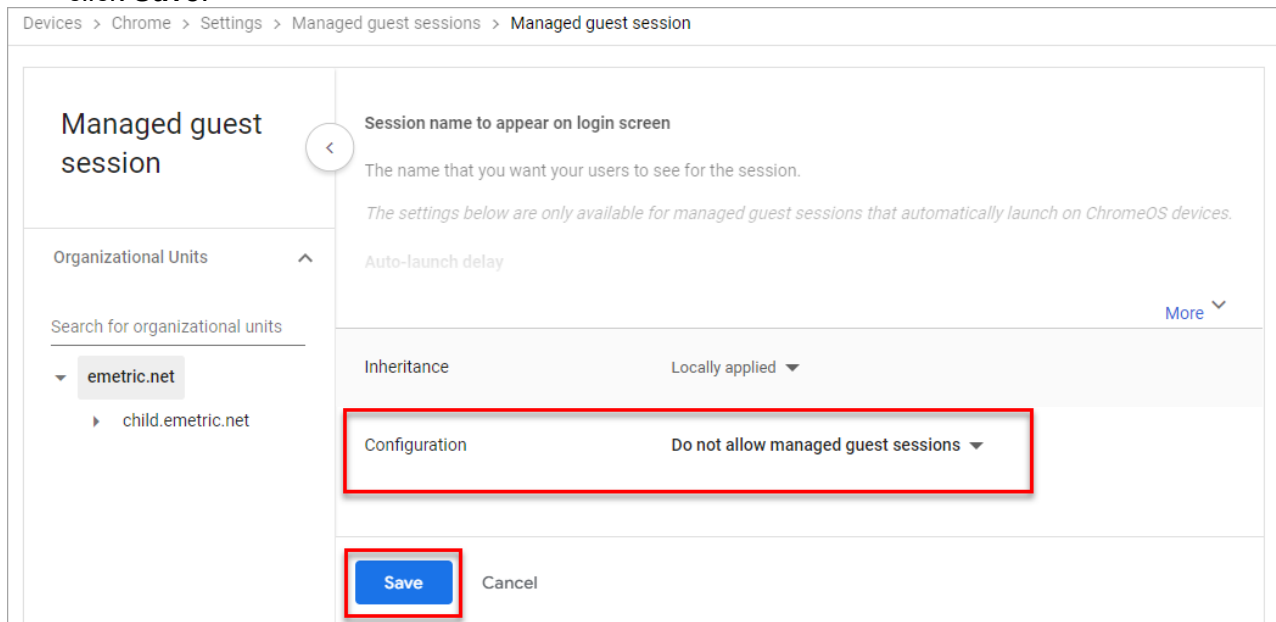 click Save.
Devices > Chrome > Settings > Managed guest sessions > Managed guest session
Managed guest
session
Session name to appear on login screen
The name that you want your users to see for the session.
The settings below are only available for managed guest sessions that automatically launch on ChromeOS devices.
Auto-launch delay
More
Organizational Units
Search for organizational units
emetric.net
child.emetric.net
Inheritance Locally applied
Configuration Do not allow managed guest sessions
Save Cancel